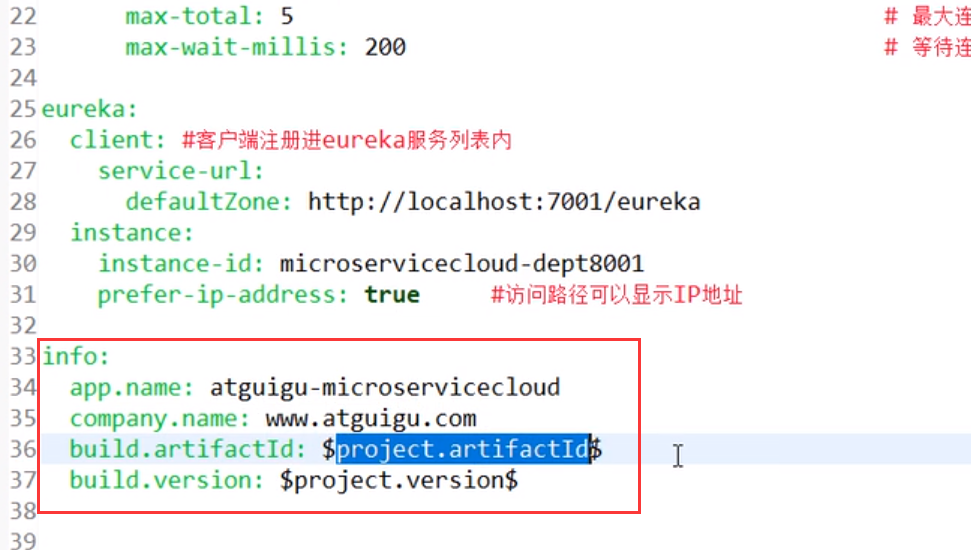 22 max-total: 5 # 最大连
23 max-wait-millis: 200 # 等待连
24
25 eureka:
26 client: #客户端注册进eureka服务列表内
27 service-url:
28 defaultZone: http://localhost:7001/eureka
29 instance:
30 instance-id: microservicecloud-dept8001
31 prefer-ip-address: true #访问路径可以显示IP地址
32
33 info:
34 app.name: atguigu-microservicecloud
35 company.name: www.atguigu.com
36 build.artifactId: $project.artifactId$
37 build.version: $project.version$
38
39